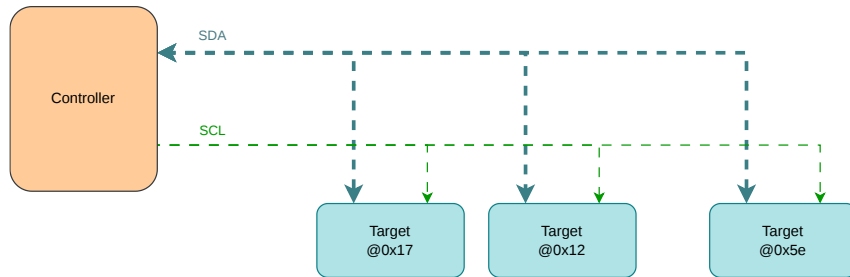 SDA
Controller
SCL
Target
@0x17
Target
@0x12
Target
@0x5e